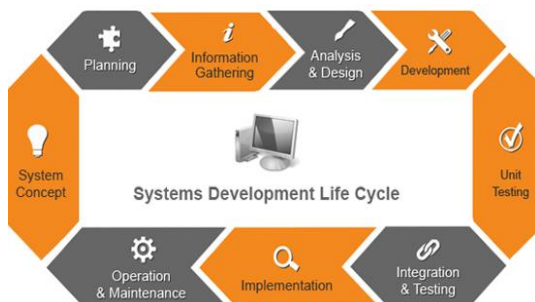 Planning
Information
Gathering
Analysis
& Design
Development
System
Concept
Systems Development Life Cycle
Unit
Testing
Operation
& Maintenance
Implementation
Integration
& Testing